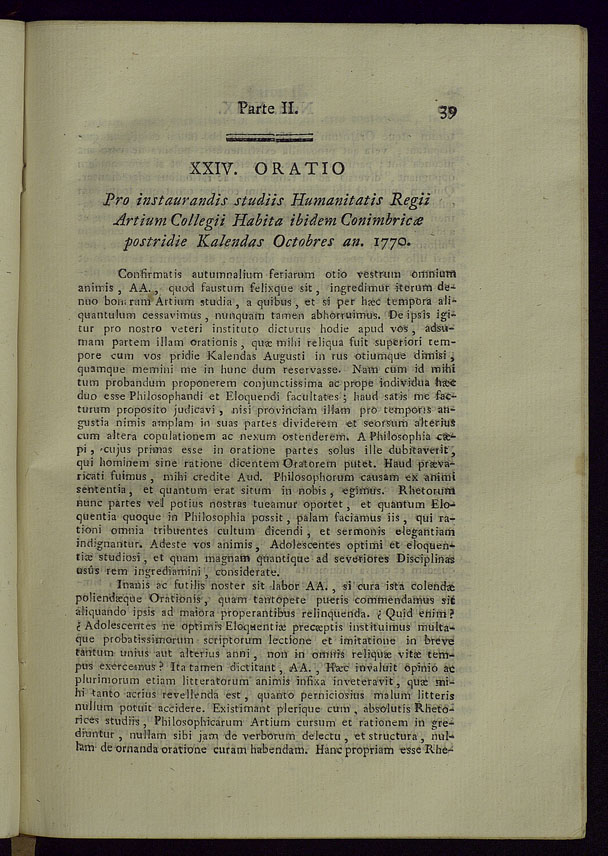 Parte II.
39
XXIV. ORATIO
Pro instaurandis studiis Humanitatis Regii
Artium Collegii Habita ibidem Conimbricæ
postridie Kalendas Octobres an. 1770.
Confirmatis autumnalium feriarum otio vestrum omnium
animis, AA., quod faustum felixque sit, ingredimur iterum de-
nuo bonarum Artium studia, a quibus, et si per hæc tempora ali-
quantulum cessavimus, nunquam tamen abhorruimus. De ipsis igi-
tur pro nostro veteri instituto dicturus hodie apud vos, adsu-
mam partem illam orationis, quæ mihi reliqua fuit superiori tem-
pore cum vos pridie Kalendas Augusti in rus otiumque dimisi,
quamque memini me in hunc dum reservasse. Nam cum id mihi
tum probandum proponerem conjunctissima ac prope individua hæc
duo esse Philosophandi et Eloquendi facultates; haud satis me fac-
turum proposito judicavi, nisi provinciam illam pro temporis an-
gustia nimis amplam in suas partes dividerem et seorsum alterius
cum altera copulationem ac nexum ostenderem. A Philosophia cæ-
pi, cujus primas esse in oratione partes solus ille dubitaverit,
qui hominem sine ratione dicentem Oratorem putet. Haud præva-
ricati fuimus, mihi credite Aud. Philosophorum causam ex animi
sententia, et quantum erat situm in nobis, egimus. Rhetorum
nunc partes vel potius nostras tueamur oportet, et quantum Elo-
quentia quoque in Philosophia possit, palam faciamus iis, qui ra-
tioni omnia tribuentes cultum dicendi, et sermonis elegantiam
indignantur. Adeste vos animis, Adolescentes optimi et eloquen-
tiæ studiosi, et quam magnam quantique ad severiores Disciplinas
usûs rem ingrediamini, considerate.
Inanis ac futilis noster sit labor AA., si cura ista colendæ
poliendæque Orationis, quam tantopete pueris commendamus sit
aliquando ipsis ad maiora properantibus relinquenda. ¿ Quid enim?
¿ Adolescentes ne optimis Eloquentiæ præcæptis instituimus multa-
que probatissimorum scriptorum lectione et imitatione in breve
tantum unius aut alterius anni, non in omnis reliquæ vitæ tem-
pus exercemus? Ita tamen dictitant, AA., Hæc invaluit opinio ac
plurimorum etiam litteratorum animis infixa inveteravit, quæ mi-
hi tanto acrius revellenda est, quanto perniciosius malum litteris
nullum potuit accidere. Existimant plerique cum, absolutis Rheto-
rices studiis, Philosophicarum Artium cursum et rationem in gre-
diuntur, nullam sibi jam de verborum delectu, et structura, nul-
lam de ornanda oratione curam habendam. Hanc propriam esse Rhe-